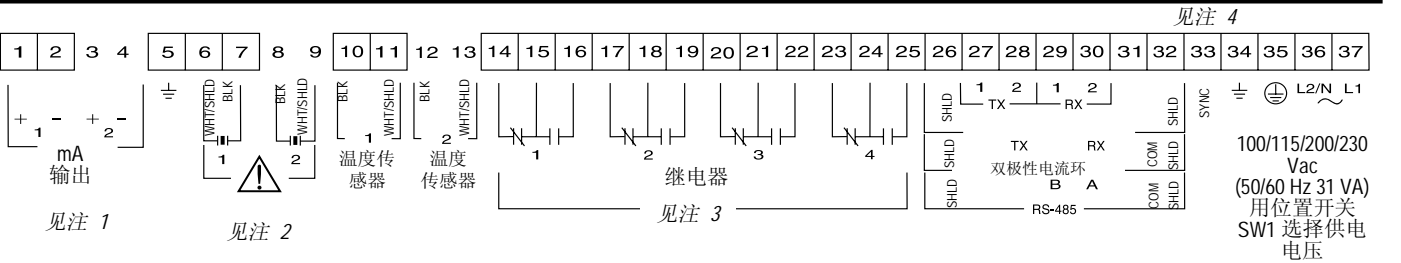 见注 4
1 2 3 4 5 6 7 8 9 10 11 12 13 14 15 16 17 18 19 20 21 22 23 24 25 26 27 28 29 30 31 32 33 34 35 36 37
+ 1 - + 2 -
mA
输出
见注 1
WHT/SHLD BLK BLK WHT/SHLD
1 2
见注 2
BLK WHT/SHLD
1
温度传
感器
BLK WHT/SHLD
2
温度
传感器
1 2 3 4
继电器
见注 3
1 2 1 2
SHLD TX RX SHLD
SHLD TX RX COM SHLD
双极性电流环
SHLD B A COM SHLD
RS-485
SYNC
L2/N L1
100/115/200/230
Vac
(50/60 Hz 31 VA)
用位置开关
SW1 选择供电
电压